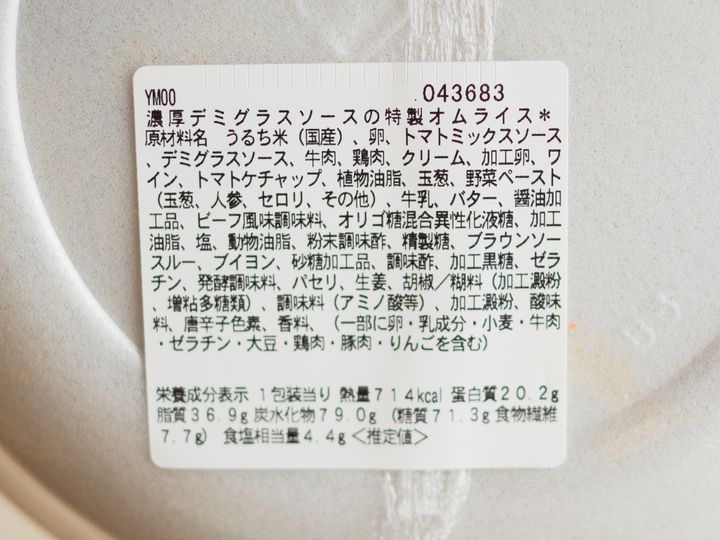 YM00 043683
濃厚デミグラスソースの特製オムライス*
原材料名 うるち米(国産)、卵、トマトミックスソース
、デミグラスソース、牛肉、鶏肉、クリーム、加工卵、ワ
イン、トマトケチャップ、植物油脂、玉葱、野菜ペースト
(玉葱、人参、セロリ、その他)、牛乳、バター、醤油加
工品、ビーフ風味調味料、オリゴ糖混合異性化液糖、加工
油脂、塩、動物油脂、粉末調味酢、精製糖、ブラウンソー
スルー、ブイヨン、砂糖加工品、調味酢、加工黒糖、ゼラ
チン、発酵調味料、パセリ、生姜、胡椒/糊料(加工澱粉
、増粘多糖類)、調味料(アミノ酸等)、加工澱粉、酸味
料、唐辛子色素、香料、(一部に卵・乳成分・小麦・牛肉
・ゼラチン・大豆・鶏肉・豚肉・りんごを含む)
栄養成分表示 1包装当り 熱量714kcal 蛋白質20.2g
脂質36.9g 炭水化物79.0g (糖質71.3g 食物繊維
7.7g) 食塩相当量4.4g<推定値>